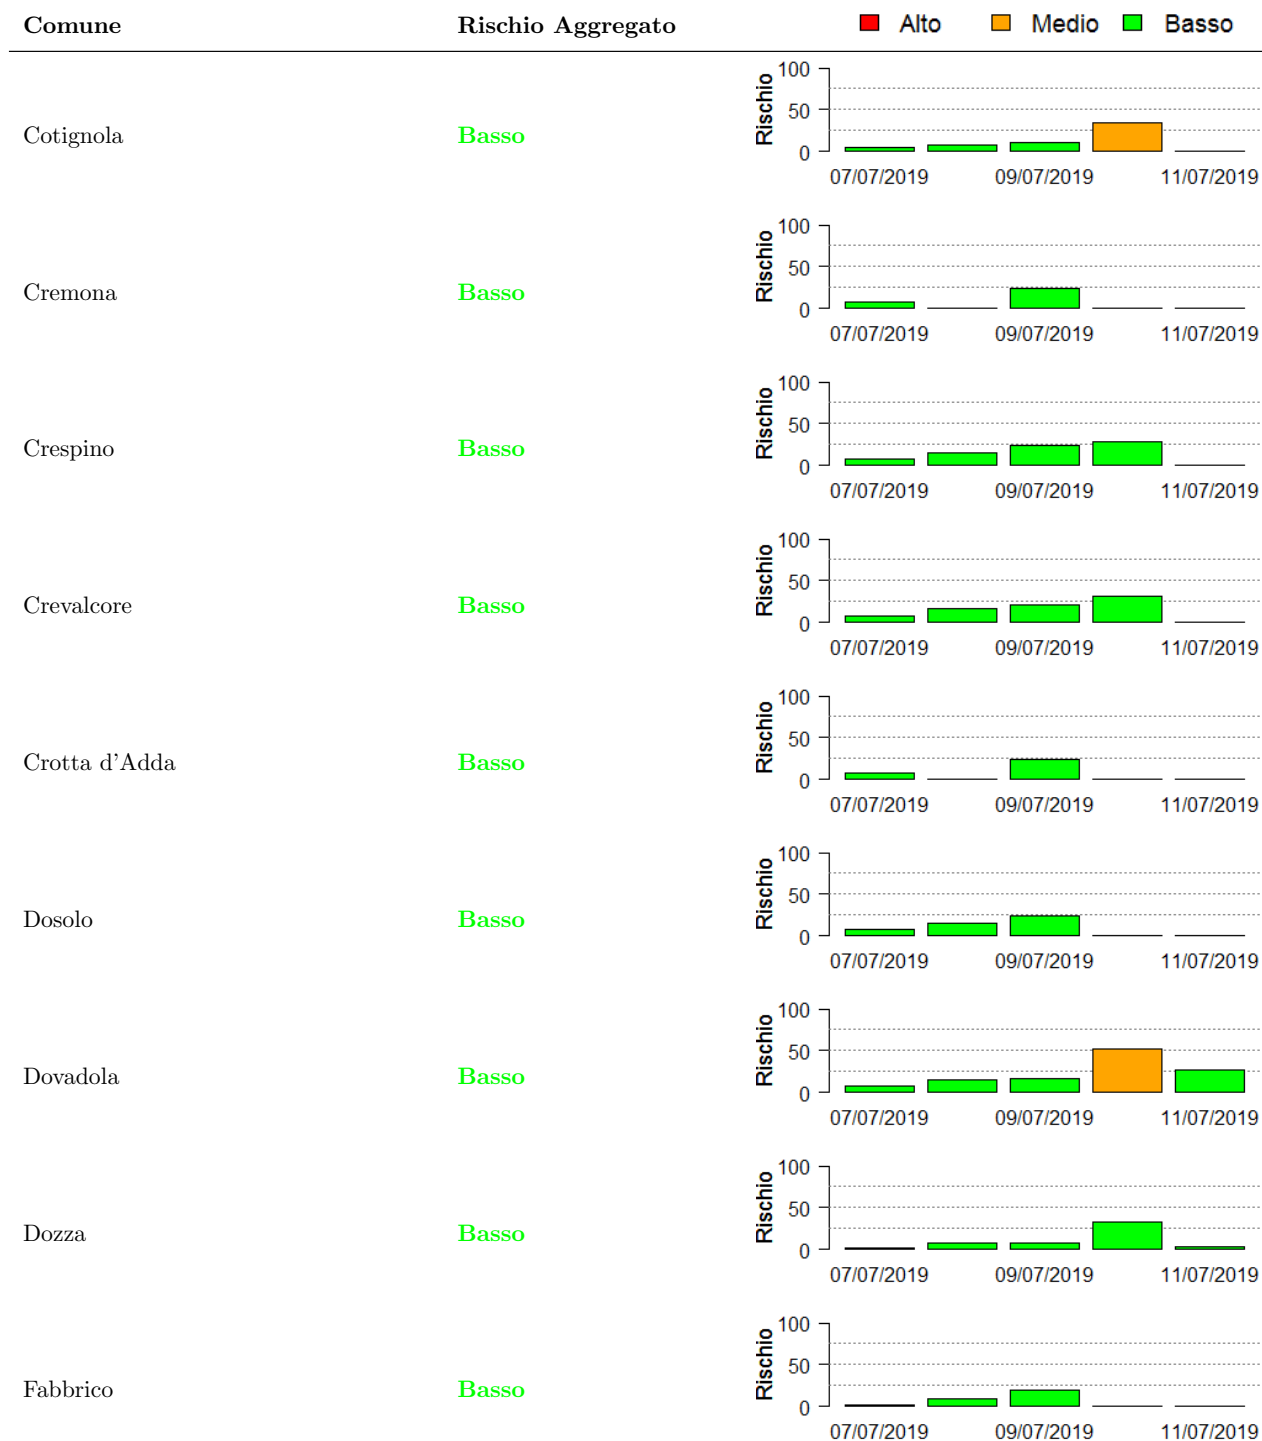 Comune Rischio Aggregato Alto Medio Basso
Cotignola Basso Rischio 100 50 0
07/07/2019 09/07/2019 11/07/2019
Cremona Basso Rischio 100 50 0
07/07/2019 09/07/2019 11/07/2019
Crespino Basso Rischio 100 50 0
07/07/2019 09/07/2019 11/07/2019
Crevalcore Basso Rischio 100 50 0
07/07/2019 09/07/2019 11/07/2019
Crotta d'Adda Basso Rischio 100 50 0
07/07/2019 09/07/2019 11/07/2019
Dosolo Basso Rischio 100 50 0
07/07/2019 09/07/2019 11/07/2019
Dovadola Basso Rischio 100 50 0
07/07/2019 09/07/2019 11/07/2019
Dozza Basso Rischio 100 50 0
07/07/2019 09/07/2019 11/07/2019
Fabbrico Basso Rischio 100 50 0
07/07/2019 09/07/2019 11/07/2019